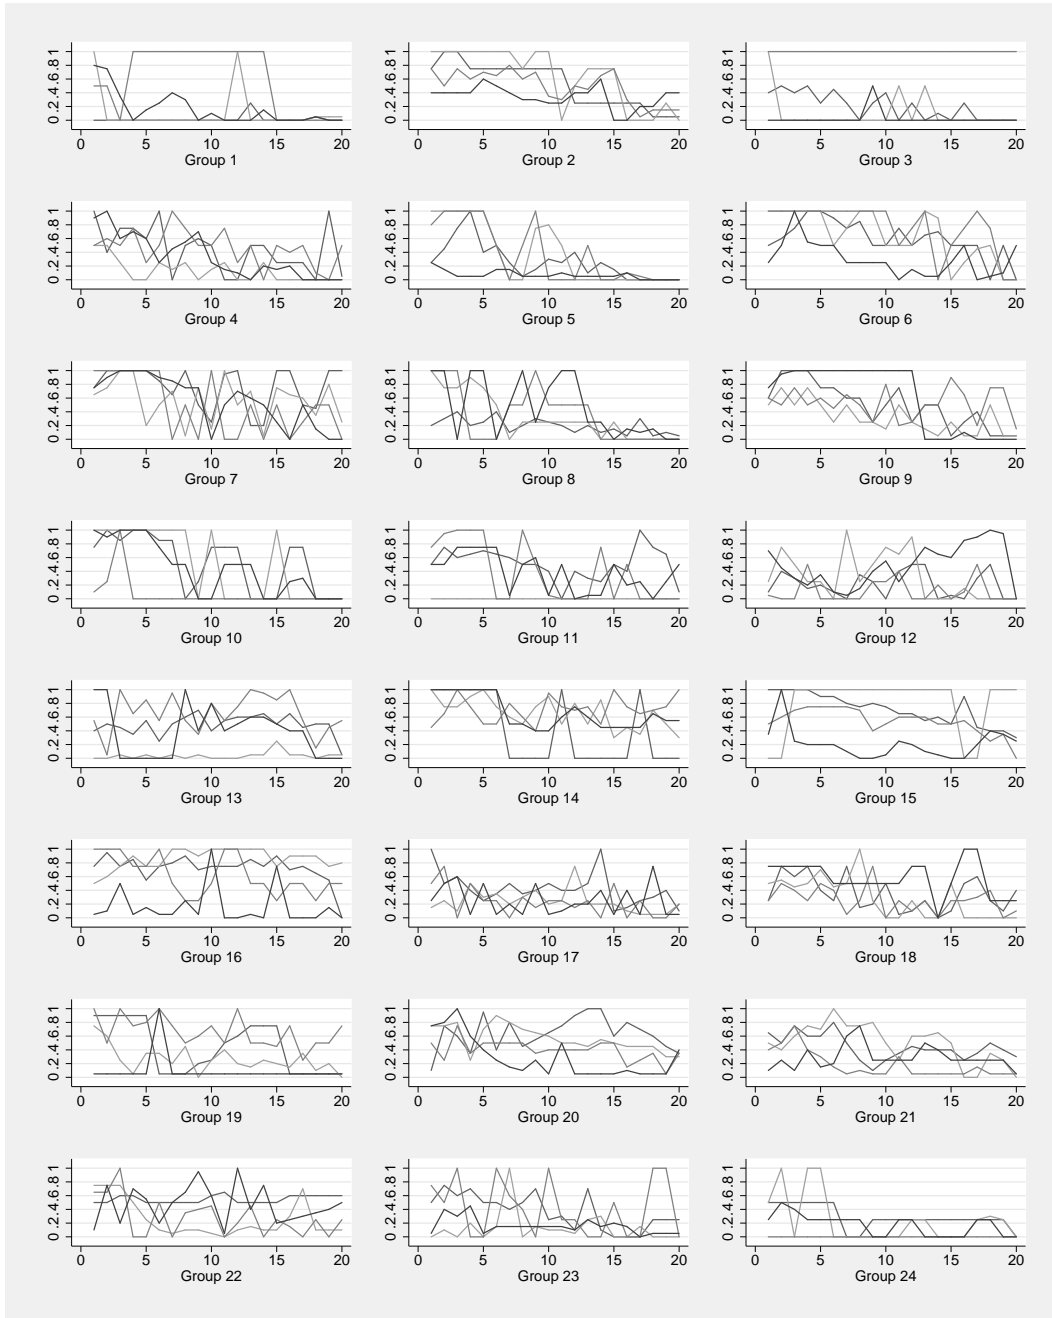 0 .2 .4 .6 .8 1
0 5 10 15 20
Group 1
0 .2 .4 .6 .8 1
0 5 10 15 20
Group 2
0 .2 .4 .6 .8 1
0 5 10 15 20
Group 3
0 .2 .4 .6 .8 1
0 5 10 15 20
Group 4
0 .2 .4 .6 .8 1
0 5 10 15 20
Group 5
0 .2 .4 .6 .8 1
0 5 10 15 20
Group 6
0 .2 .4 .6 .8 1
0 5 10 15 20
Group 7
0 .2 .4 .6 .8 1
0 5 10 15 20
Group 8
0 .2 .4 .6 .8 1
0 5 10 15 20
Group 9
0 .2 .4 .6 .8 1
0 5 10 15 20
Group 10
0 .2 .4 .6 .8 1
0 5 10 15 20
Group 11
0 .2 .4 .6 .8 1
0 5 10 15 20
Group 12
0 .2 .4 .6 .8 1
0 5 10 15 20
Group 13
0 .2 .4 .6 .8 1
0 5 10 15 20
Group 14
0 .2 .4 .6 .8 1
0 5 10 15 20
Group 15
0 .2 .4 .6 .8 1
0 5 10 15 20
Group 16
0 .2 .4 .6 .8 1
0 5 10 15 20
Group 17
0 .2 .4 .6 .8 1
0 5 10 15 20
Group 18
0 .2 .4 .6 .8 1
0 5 10 15 20
Group 19
0 .2 .4 .6 .8 1
0 5 10 15 20
Group 20
0 .2 .4 .6 .8 1
0 5 10 15 20
Group 21
0 .2 .4 .6 .8 1
0 5 10 15 20
Group 22
0 .2 .4 .6 .8 1
0 5 10 15 20
Group 23
0 .2 .4 .6 .8 1
0 5 10 15 20
Group 24